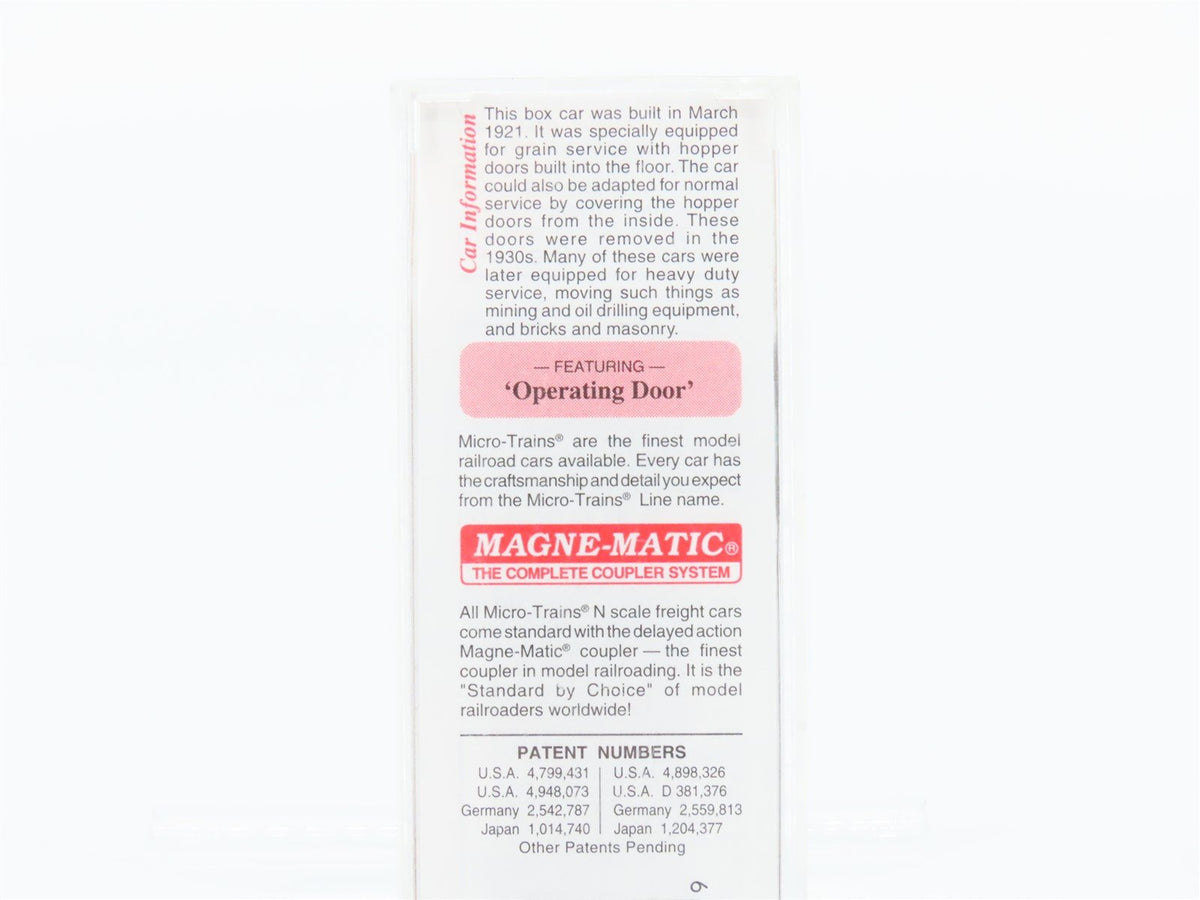 Car Information
This box car was built in March
1921. It was specially equipped
for grain service with hopper
doors built into the floor. The car
could also be adapted for normal
service by covering the hopper
doors from the inside. These
doors were removed in the
1930s. Many of these cars were
later equipped for heavy duty
service, moving such things as
mining and oil drilling equipment,
and bricks and masonry.
— FEATURING —
‘Operating Door’
Micro-Trains® are the finest model
railroad cars available. Every car has
the craftsmanship and detail you expect
from the Micro-Trains® Line name.
MAGNE-MATIC®
THE COMPLETE COUPLER SYSTEM
All Micro-Trains® N scale freight cars
come standard with the delayed action
Magne-Matic® coupler — the finest
coupler in model railroading. It is the
"Standard by Choice" of model
railroaders worldwide!
PATENT NUMBERS
U.S.A. 4,799,431 | U.S.A. 4,898,326
U.S.A. 4,948,073 | U.S.A. D 381,376
Germany 2,542,787 | Germany 2,559,813
Japan 1,014,740 | Japan 1,204,377
Other Patents Pending